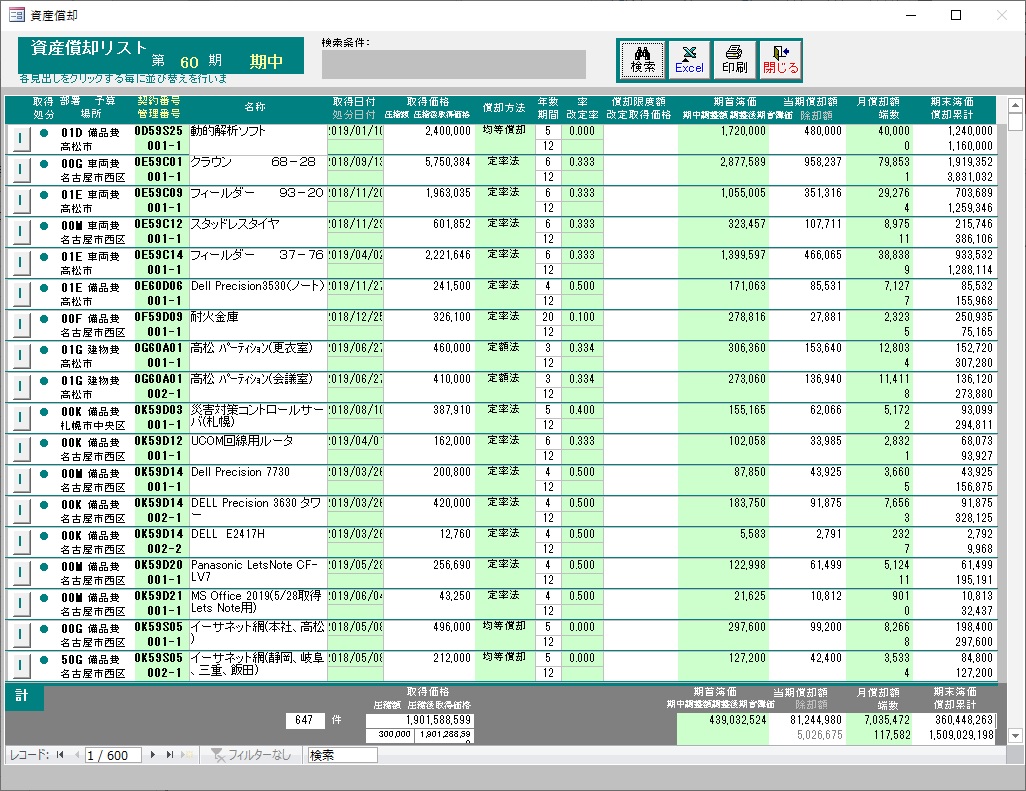 資産償却
資産償却リスト
第 60 期 期中
各見出しをクリックする毎に並び替えを行いま
検索条件:
検索 Excel 印刷 閉じる
取得 部署 予算 契約番号 名称 取得日付 取得価格 償却方法 年数 率 償却限度額 期首簿価 当期償却額 月償却額 期末簿価
処分 場所 管理番号 処分日付 圧縮額 圧縮後取得価格 期間 改定率 改定取得価格 期中調整額 調整後期首簿価 除却額 端数 償却累計
I 01D 備品費 0D59S25 動的解析ソフト 2019/01/10 2,400,000 均等償却 5 0.000 1,720,000 480,000 40,000 1,240,000
高松市 001-1 12 0 1,160,000
I 00G 車両費 0E59C01 クラウン 68-28 2018/09/13 5,750,384 定率法 6 0.333 2,877,589 958,237 79,853 1,919,352
名古屋市西区 001-1 12 1 3,831,032
I 01E 車両費 0E59C09 フィールダー 93-20 2018/11/20 1,963,035 定率法 6 0.333 1,055,005 351,316 29,276 703,689
高松市 001-1 12 4 1,259,346
I 00M 車両費 0E59C12 スタッドレスタイヤ 2018/11/29 601,852 定率法 6 0.333 323,457 107,711 8,975 215,746
名古屋市西区 001-1 12 11 386,106
I 01E 車両費 0E59C14 フィールダー 37-76 2019/04/02 2,221,646 定率法 6 0.333 1,399,597 466,065 38,838 933,532
高松市 001-1 12 9 1,288,114
I 01E 備品費 0E60D06 Dell Precision3530(ノート) 2019/11/27 241,500 定率法 4 0.500 171,063 85,531 7,127 85,532
高松市 001-1 12 7 155,968
I 00F 備品費 0F59D09 耐火金庫 2018/12/25 326,100 定率法 20 0.100 278,816 27,881 2,323 250,935
名古屋市西区 001-1 12 5 75,165
I 01G 建物費 0G60A01 高松 パーティション(更衣室) 2019/06/27 460,000 定額法 3 0.334 306,360 153,640 12,803 152,720
高松市 001-1 12 4 307,280
I 01G 建物費 0G60A01 高松 パーティション(会議室) 2019/06/27 410,000 定額法 3 0.334 273,060 136,940 11,411 136,120
高松市 002-1 12 8 273,880
I 00K 備品費 0K59D03 災害対策コントロールサー 2018/08/10 387,910 定率法 5 0.400 155,165 62,066 5,172 93,099
札幌市中央区 001-1 バ(札幌) 12 2 294,811
I 00K 備品費 0K59D12 UCOM回線用ルータ 2019/04/01 162,000 定率法 6 0.333 102,058 33,985 2,832 68,073
名古屋市西区 001-1 12 1 93,927
I 00M 備品費 0K59D14 Dell Precision 7730 2019/03/26 200,800 定率法 4 0.500 87,850 43,925 3,660 43,925
名古屋市西区 001-1 12 5 156,875
I 00K 備品費 0K59D14 DELL Precision 3630 タワ 2019/03/26 420,000 定率法 4 0.500 183,750 91,875 7,656 91,875
名古屋市西区 002-1 ー 12 3 328,125
I 00K 備品費 0K59D14 DELL E2417H 2019/03/26 12,760 定率法 4 0.500 5,583 2,791 232 2,792
名古屋市西区 002-2 12 7 9,968
I 00M 備品費 0K59D20 Panasonic LetsNote CF- 2019/05/28 256,690 定率法 4 0.500 122,998 61,499 5,124 61,499
名古屋市西区 001-1 LV7 12 11 195,191
I 00M 備品費 0K59D21 MS Office 2019(5/28取得 2019/06/04 43,250 定率法 4 0.500 21,625 10,812 901 10,813
名古屋市西区 001-1 Lets Note用) 12 0 32,437
I 00G 備品費 0K59S05 イーサネット網(本社、高松 2018/05/08 496,000 均等償却 5 0.000 297,600 99,200 8,266 198,400
名古屋市西区 001-1 ) 12 8 297,600
I 50G 備品費 0K59S05 イーサネット網(静岡、岐阜 2018/05/08 212,000 均等償却 5 0.000 127,200 42,400 3,533 84,800
名古屋市西区 002-1 、三重、飯田) 12 4 127,200
計 取得価格 期首簿価 当期償却額 月償却額 期末簿価
圧縮額 圧縮後取得価格 期中調整額調整後期首簿価 除却額 端数 償却累計
647 件 1,901,588,599 439,032,524 81,244,980 7,035,472 360,448,263
300,000 1,901,288,59 5,026,675 117,582 1,509,029,198
レコード: 1 / 600 フィルターなし 検索